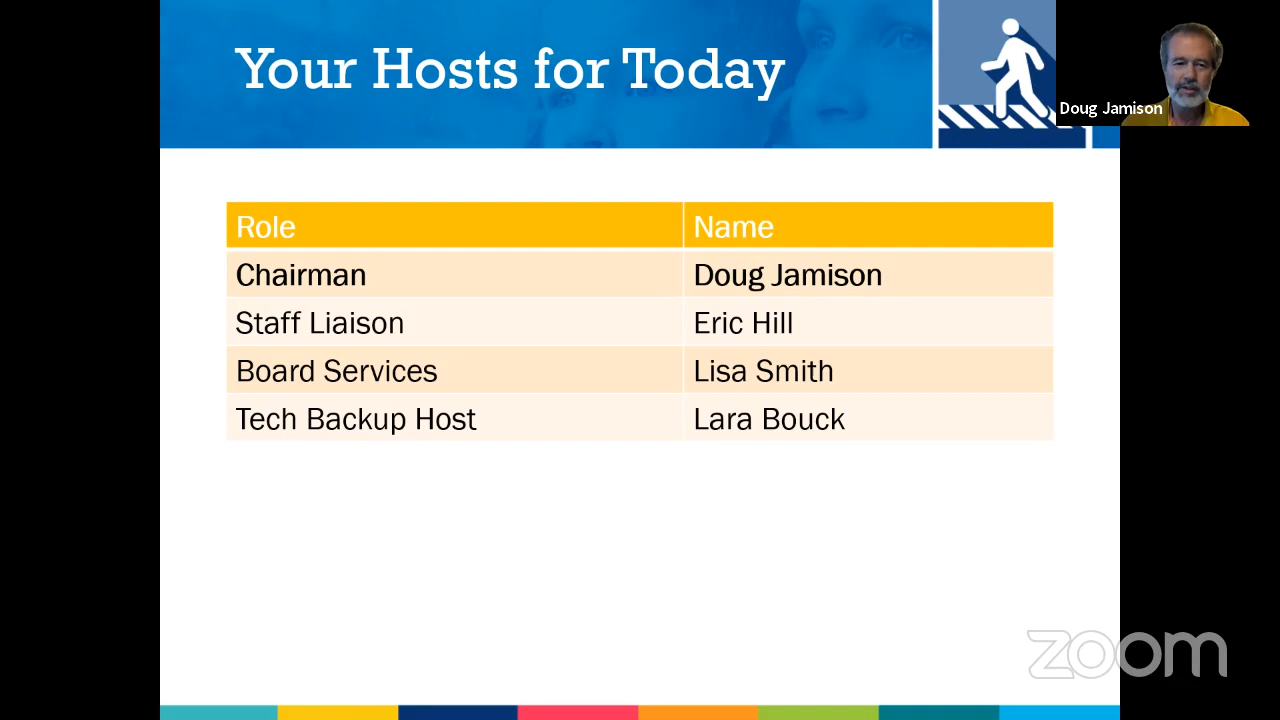 Your Hosts for Today
Doug Jamison
Role Name
Chairman Doug Jamison
Staff Liaison Eric Hill
Board Services Lisa Smith
Tech Backup Host Lara Bouck
zoom